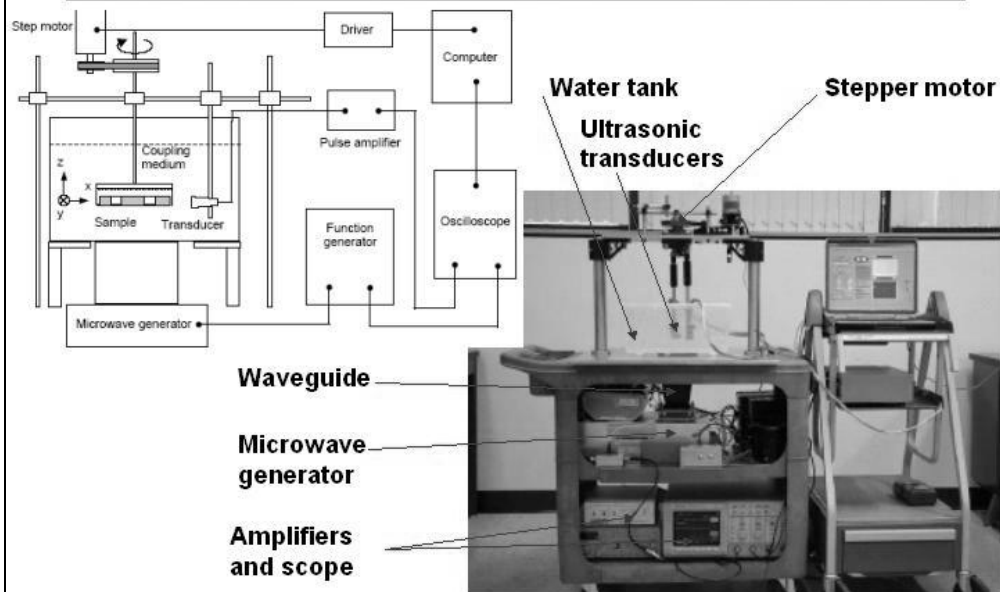 Step motor
Driver
Computer
Pulse amplifier
Coupling
medium
z
x
y
Sample
Transducer
Function
generator
Oscilloscope
Microwave generator
Water tank
Stepper motor
Ultrasonic
transducers
Waveguide
Microwave
generator
Amplifiers
and scope